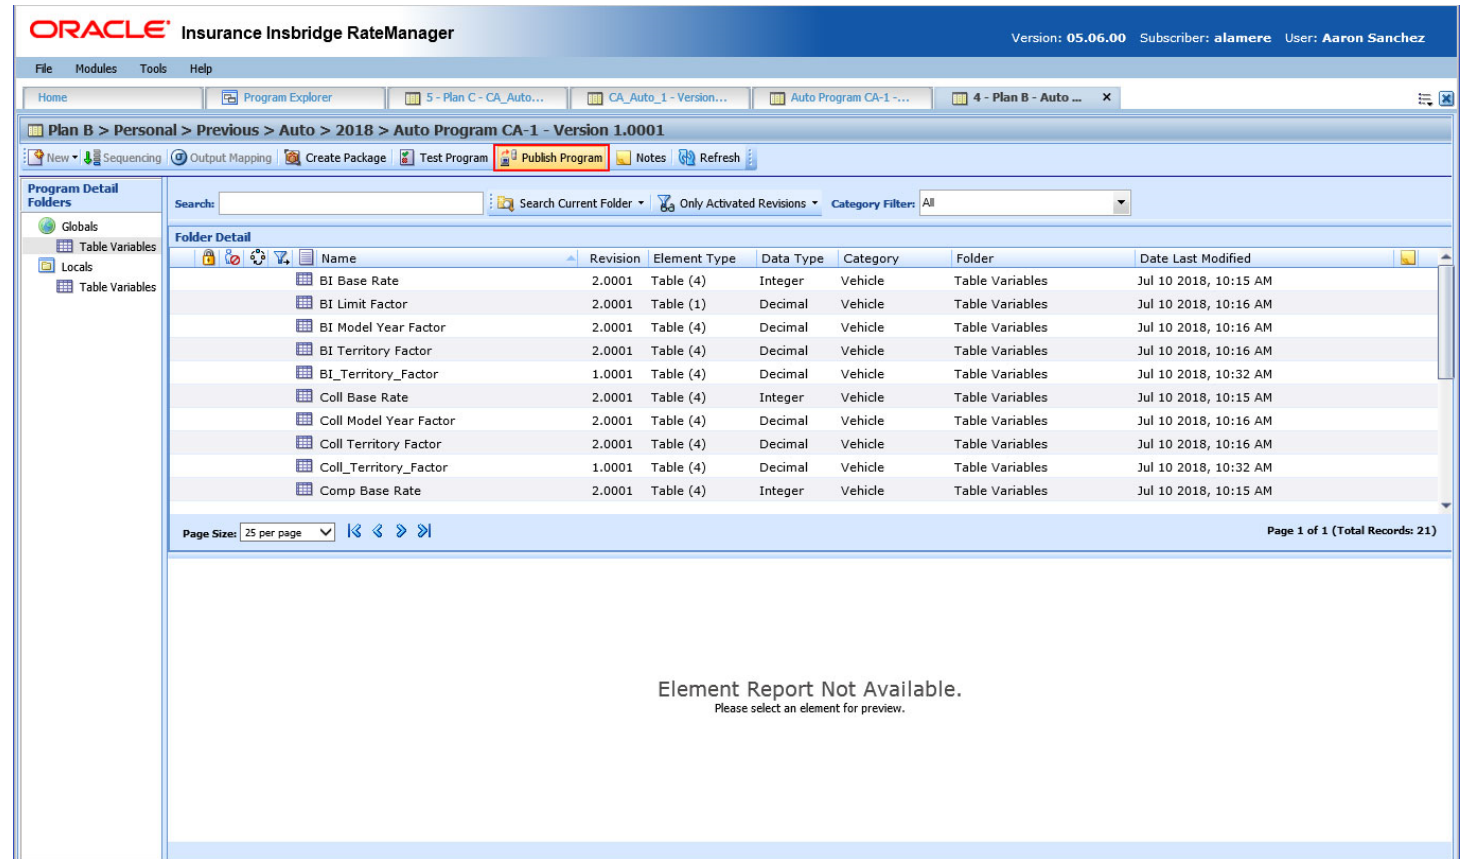 ORACLE® Insurance Insbridge RateManager
Version: 05.06.00 Subscriber: alamere User: Aaron Sanchez
File Modules Tools Help
Home Program Explorer 5 - Plan C - CA_Auto... CA_Auto_1 - Version... Auto Program CA-1 -... 4 - Plan B - Auto ... ×
Plan B > Personal > Previous > Auto > 2018 > Auto Program CA-1 - Version 1.0001
New Sequencing Output Mapping Create Package Test Program Publish Program Notes Refresh
Program Detail
Folders
Globals
Table Variables
Locals
Table Variables
Search: Search Current Folder Only Activated Revisions Category Filter: All
Folder Detail
Name Revision Element Type Data Type Category Folder Date Last Modified
BI Base Rate 2.0001 Table (4) Integer Vehicle Table Variables Jul 10 2018, 10:15 AM
BI Limit Factor 2.0001 Table (1) Decimal Vehicle Table Variables Jul 10 2018, 10:16 AM
BI Model Year Factor 2.0001 Table (4) Decimal Vehicle Table Variables Jul 10 2018, 10:16 AM
BI Territory Factor 2.0001 Table (4) Decimal Vehicle Table Variables Jul 10 2018, 10:16 AM
BI_Territory_Factor 1.0001 Table (4) Decimal Vehicle Table Variables Jul 10 2018, 10:32 AM
Coll Base Rate 2.0001 Table (4) Integer Vehicle Table Variables Jul 10 2018, 10:15 AM
Coll Model Year Factor 2.0001 Table (4) Decimal Vehicle Table Variables Jul 10 2018, 10:16 AM
Coll Territory Factor 2.0001 Table (4) Decimal Vehicle Table Variables Jul 10 2018, 10:16 AM
Coll_Territory_Factor 1.0001 Table (4) Decimal Vehicle Table Variables Jul 10 2018, 10:32 AM
Comp Base Rate 2.0001 Table (4) Integer Vehicle Table Variables Jul 10 2018, 10:15 AM
Page Size: 25 per page Page 1 of 1 (Total Records: 21)
Element Report Not Available.
Please select an element for preview.